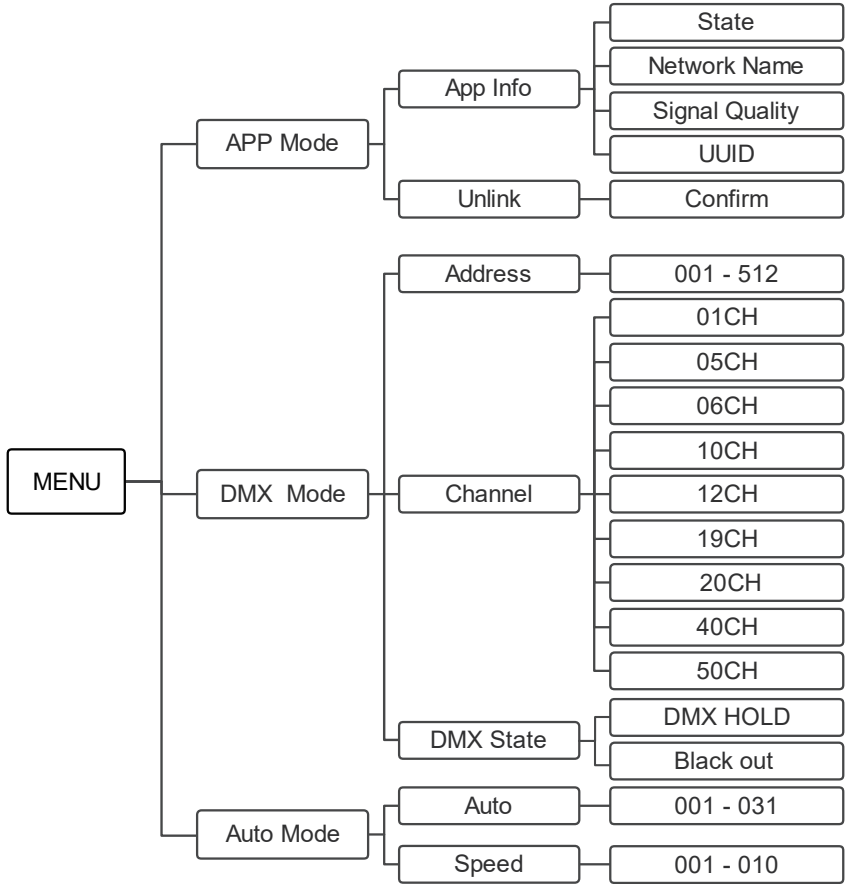 MENU
APP Mode
App Info
State
Network Name
Signal Quality
UUID
Unlink
Confirm
DMX Mode
Address
001 - 512
Channel
01CH
05CH
06CH
10CH
12CH
19CH
20CH
40CH
50CH
DMX State
DMX HOLD
Black out
Auto Mode
Auto
001 - 031
Speed
001 - 010